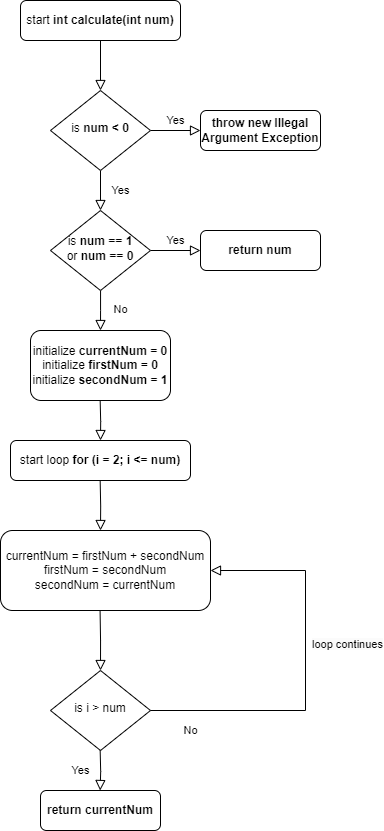 start int calculate(int num)
is num < 0
Yes
throw new Illegal
Argument Exception
Yes
is num == 1
or num == 0
Yes
return num
No
initialize currentNum = 0
initialize firstNum = 0
initialize secondNum = 1
start loop for (i = 2; i <= num)
currentNum = firstNum + secondNum
firstNum = secondNum
secondNum = currentNum
loop continues
is i > num
No
Yes
return currentNum